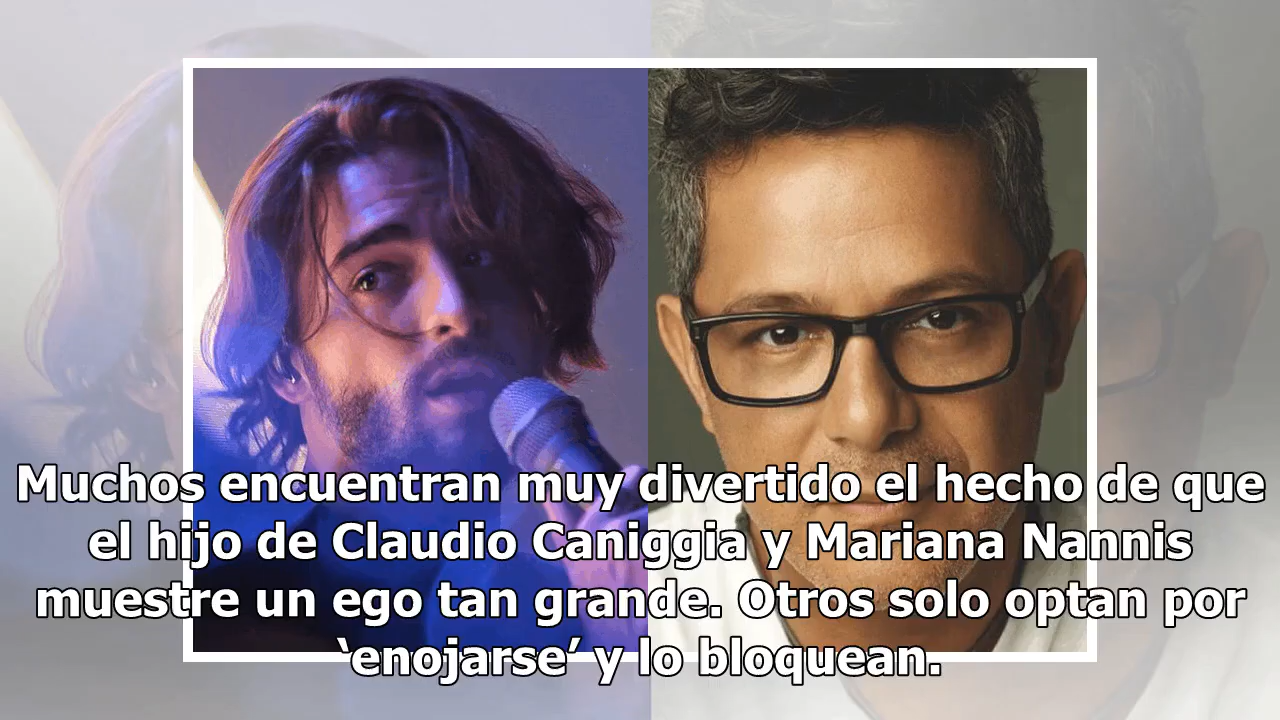 Muchos encuentran muy divertido el hecho de que
el hijo de Claudio Caniggia y Mariana Nannis
muestre un ego tan grande. Otros solo optan por
‘enojarse’ y lo bloquean.